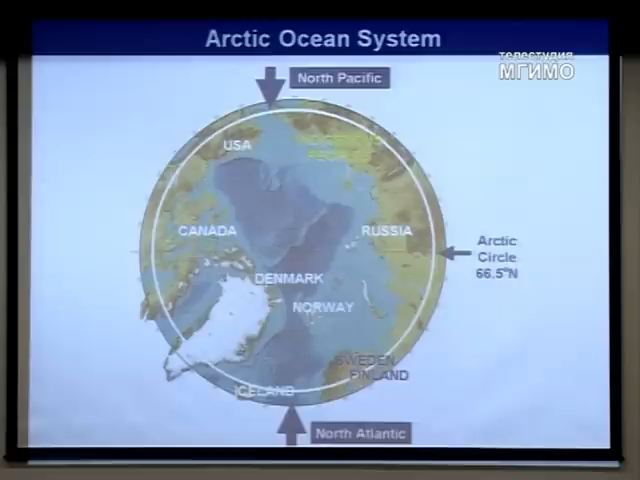 Arctic Ocean System
телестудия
МГИМО
North Pacific
USA
CANADA
RUSSIA
Arctic
Circle
66.5°N
DENMARK
NORWAY
SWEDEN
FINLAND
ICELAND
North Atlantic